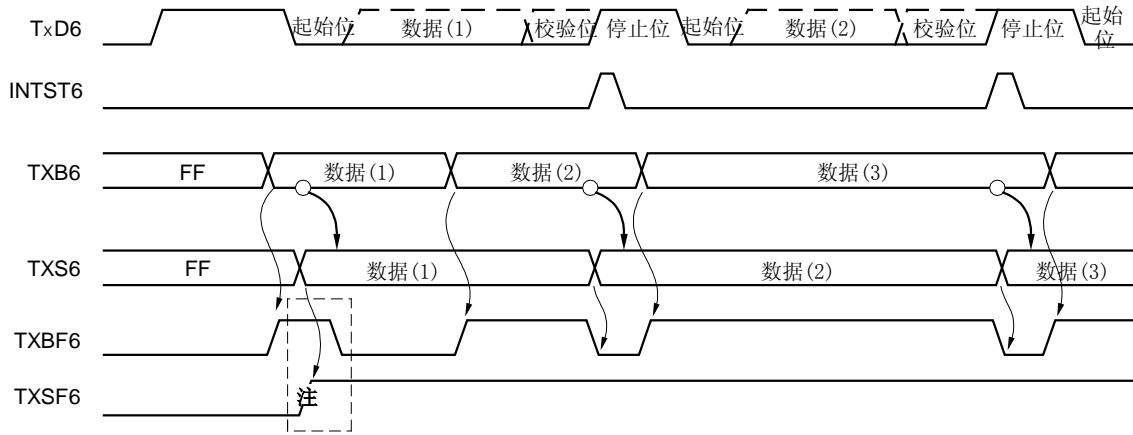 TxD6 起始位 数据(1) 校验位 停止位 起始位 数据(2) 校验位 停止位 起始位
INTST6
TXB6 FF 数据(1) 数据(2) 数据(3)
TXS6 FF 数据(1) 数据(2) 数据(3)
TXBF6
TXSF6 注